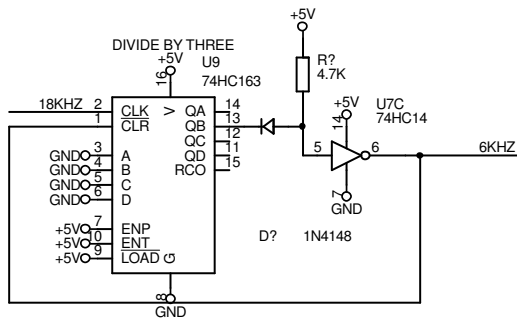 +5V
DIVIDE BY THREE
+5V
U9
74HC163
16
R?
4.7K
18KHZ
2
CLK
V
QA
14
1
CLR
QB
13
QC
12
3
A
QD
11
4
B
RCO
15
5
C
6
D
GND
GND
GND
GND
+5V
7
ENP
+5V
10
ENT
+5V
9
LOAD
G
8
GND
+5V
14
U7C
74HC14
5
6
6KHZ
7
GND
D?
1N4148